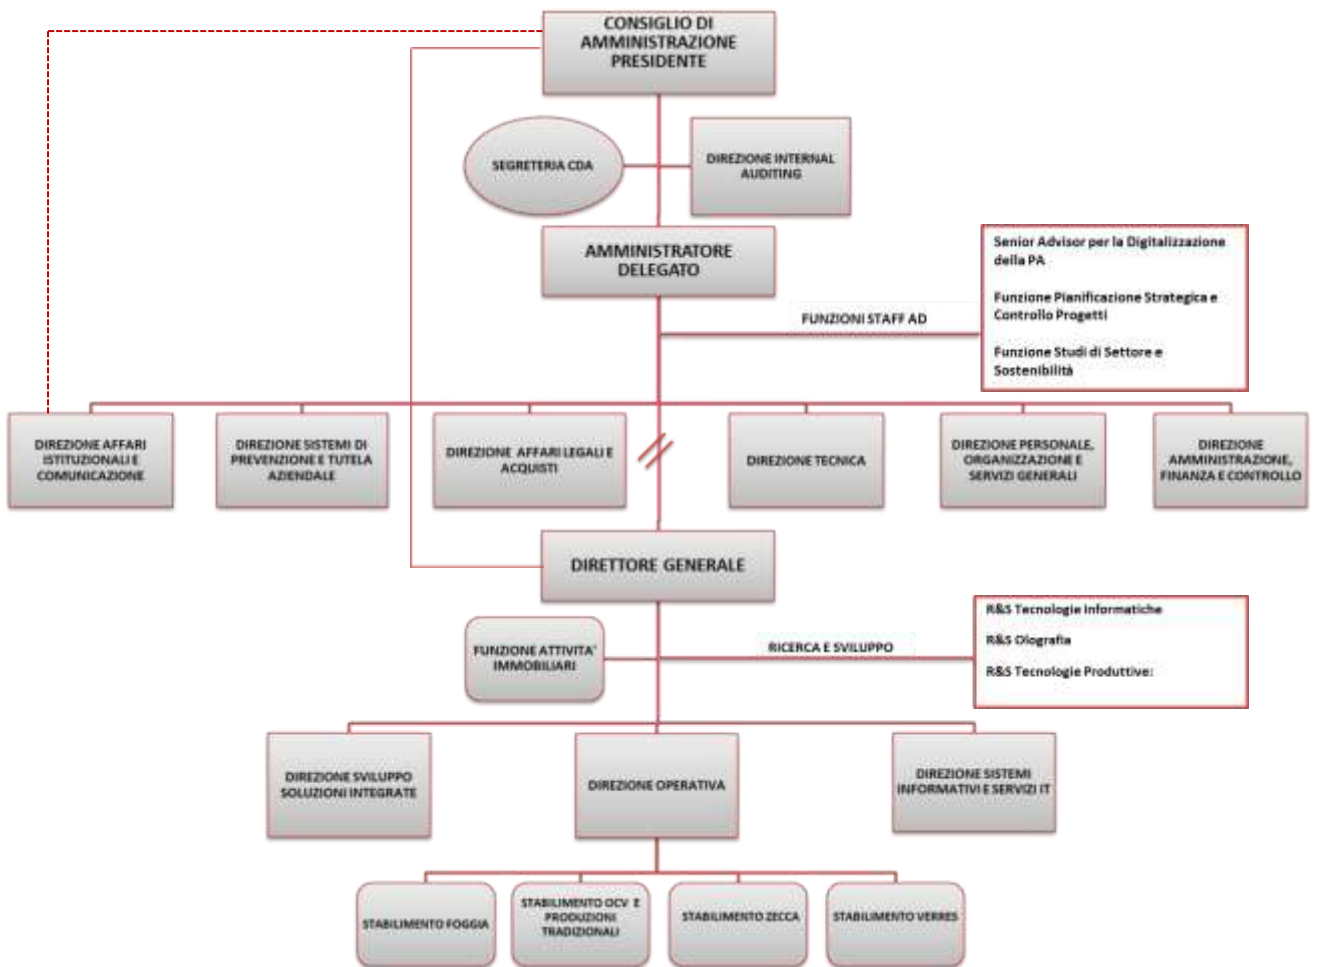 CONSIGLIO DI
AMMINISTRAZIONE
PRESIDENTE
SEGRETERIA CDA
DIREZIONE INTERNAL
AUDITING
AMMINISTRATORE
DELEGATO
FUNZIONI STAFF AD
Senior Advisor per la Digitalizzazione
della PA
Funzione Pianificazione Strategica e
Controllo Progetti
Funzione Studi di Settore e
Sostenibilità
DIREZIONE AFFARI
ISTITUZIONALI E
COMUNICAZIONE
DIREZIONE SISTEMI DI
PREVENZIONE E TUTELA
AZIENDALE
DIREZIONE AFFARI LEGALI E
ACQUISTI
DIREZIONE TECNICA
DIREZIONE PERSONALE,
ORGANIZZAZIONE E
SERVIZI GENERALI
DIREZIONE
AMMINISTRAZIONE,
FINANZA E CONTROLLO
DIRETTORE GENERALE
FUNZIONE ATTIVITA'
IMMOBILIARI
RICERCA E SVILUPPO
R&S Tecnologie Informatiche
R&S Olografia
R&S Tecnologie Produttive:
DIREZIONE SVILUPPO
SOLUZIONI INTEGRATE
DIREZIONE OPERATIVA
DIREZIONE SISTEMI
INFORMATIVI E SERVIZI IT
STABILIMENTO FOGGIA
STABILIMENTO OCV E
PRODUZIONI
TRADIZIONALI
STABILIMENTO ZECCA
STABILIMENTO VERRES